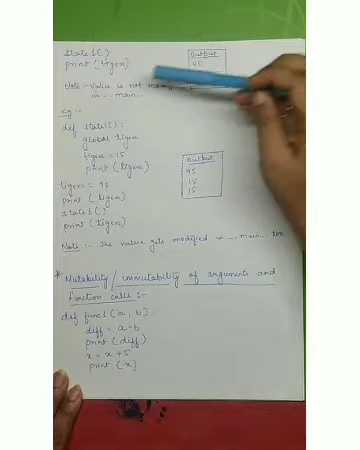 state1()
print (tigers)
Output
95
Note:- Value is not
in __main__
eg:-
def state1():
global tigers
tigers = 15
print (tigers)
Output
95
15
15
tigers = 95
print (tigers)
state1()
print (tigers)
Note:- The value gets modified in __main__ too
* Mutability/immutability of arguments and
function calls :-
def func1 (a, b)
diff = a-b
print (diff)
x = x+5
print (x)